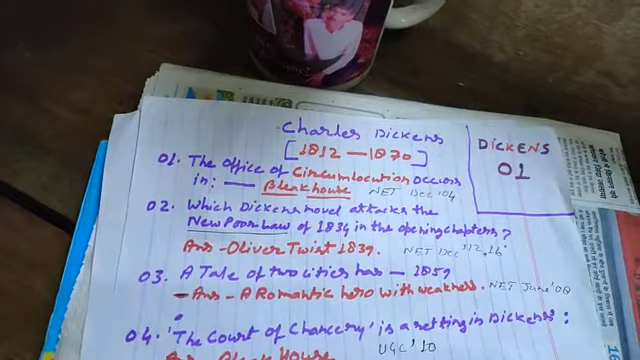 Charles Dickens
[1812 — 1870]
DICKENS
01
01. The Office of Circumlocution occurs
in: —— Bleak house NET Dec '04
02. Which Dickens novel attacks the
New Poor Law of 1834 in the opening chapters?
Ans - Oliver Twist 1839. NET Dec '12, 16'
03. A Tale of two cities has — 1859
- Ans - A Romantic hero with weakness. NET June '08
04. 'The Court of Chancery' is a setting in Dickens':
UGC' 10
Bleak House